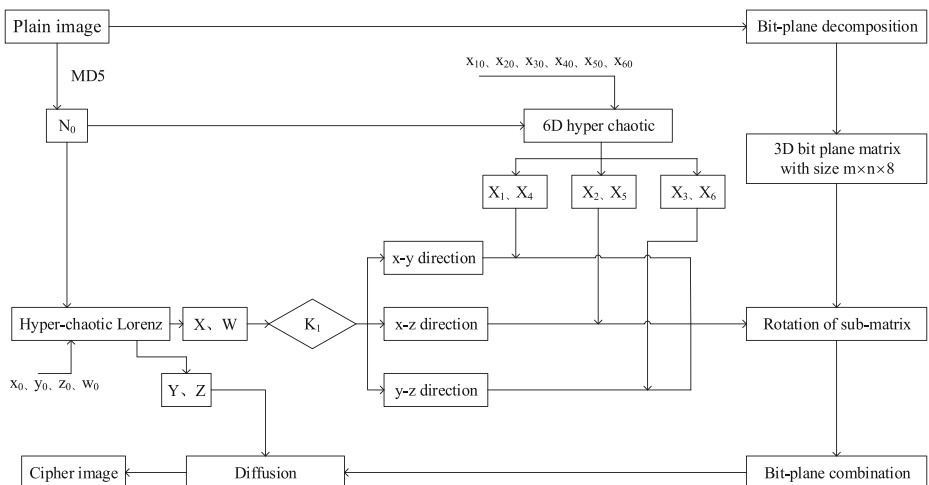 Plain image
Bit-plane decomposition
MD5
x₁₀、x₂₀、x₃₀、x₄₀、x₅₀、x₆₀
N₀
6D hyper chaotic
3D bit plane matrix
with size m×n×8
X₁、X₄
X₂、X₅
X₃、X₆
x-y direction
Hyper-chaotic Lorenz
X、W
K₁
x-z direction
Rotation of sub-matrix
x₀、y₀、z₀、w₀
Y、Z
y-z direction
Cipher image
Diffusion
Bit-plane combination